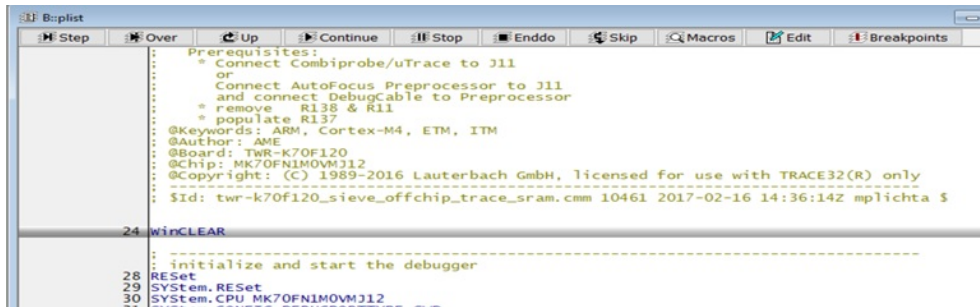 B::plist
Step Over Up Continue Stop Enddo Skip Macros Edit Breakpoints
; Prerequisites:
; * Connect Combiprobe/uTrace to J11
; or
; Connect AutoFocus Preprocessor to J11
; and connect DebugCable to Preprocessor
; * remove R138 & R11
; * populate R137
; @Keywords: ARM, Cortex-M4, ETM, ITM
; @Author: AME
; @Board: TWR-K70F120
; @Chip: MK70FN1M0VMJ12
; @Copyright: (C) 1989-2016 Lauterbach GmbH, licensed for use with TRACE32(R) only
; --------------------------------------------------------------------------------
; $Id: twr-k70f120_sieve_offchip_trace_sram.cmm 10461 2017-02-16 14:36:14Z mplichta $
24 WinCLEAR
; --------------------------------------------------------------------------------
; initialize and start the debugger
28 RESet
29 SYStem.RESet
30 SYStem.CPU MK70FN1M0VMJ12